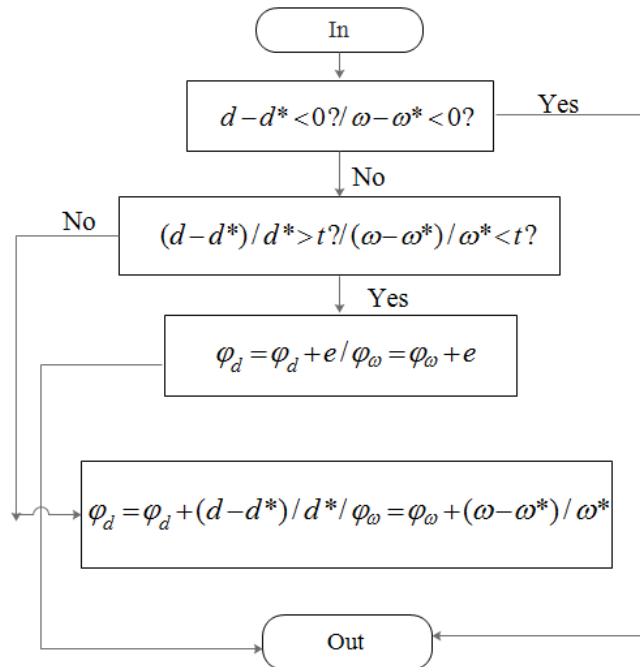 In
d−d*<0?/ω−ω*<0?
Yes
No
No
(d−d*)/d*>t?/(ω−ω*)/ω*<t?
Yes
φ_d=φ_d+e/φ_ω=φ_ω+e
φ_d=φ_d+(d−d*)/d*/φ_ω=φ_ω+(ω−ω*)/ω*
Out